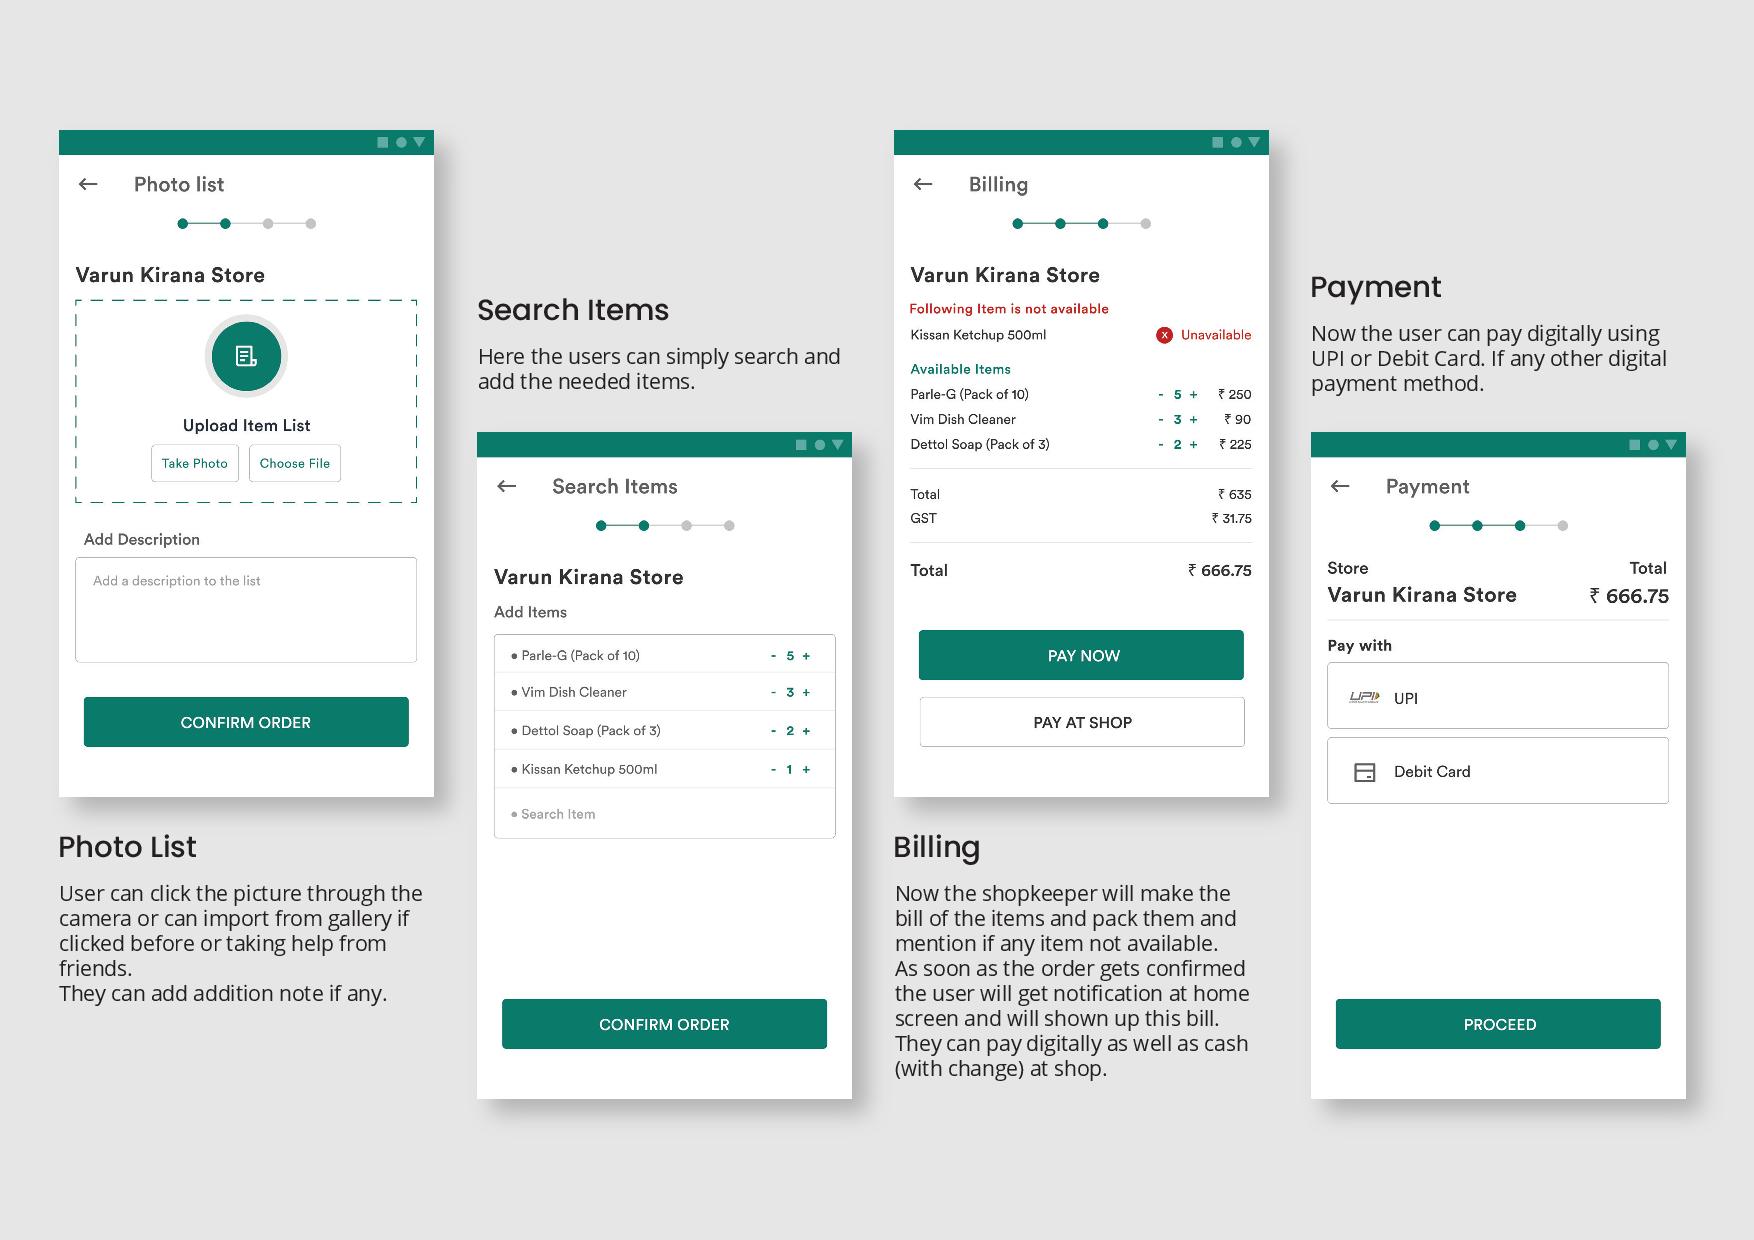 Photo list
Varun Kirana Store
Upload Item List
Take Photo Choose File
Add Description
Add a description to the list
CONFIRM ORDER
Photo List
User can click the picture through the
camera or can import from gallery if
clicked before or taking help from
friends.
They can add addition note if any.
Search Items
Here the users can simply search and
add the needed items.
Search Items
Varun Kirana Store
Add Items
• Parle-G (Pack of 10) - 5 +
• Vim Dish Cleaner - 3 +
• Dettol Soap (Pack of 3) - 2 +
• Kissan Ketchup 500ml - 1 +
• Search Item
CONFIRM ORDER
Billing
Varun Kirana Store
Following Item is not available
Kissan Ketchup 500ml x Unavailable
Available Items
Parle-G (Pack of 10) - 5 + ₹ 250
Vim Dish Cleaner - 3 + ₹ 90
Dettol Soap (Pack of 3) - 2 + ₹ 225
Total ₹ 635
GST ₹ 31.75
Total ₹ 666.75
PAY NOW
PAY AT SHOP
Billing
Now the shopkeeper will make the
bill of the items and pack them and
mention if any item not available.
As soon as the order gets confirmed
the user will get notification at home
screen and will shown up this bill.
They can pay digitally as well as cash
(with change) at shop.
Payment
Now the user can pay digitally using
UPI or Debit Card. If any other digital
payment method.
Payment
Store Total
Varun Kirana Store ₹ 666.75
Pay with
UPI UPI
Debit Card
PROCEED